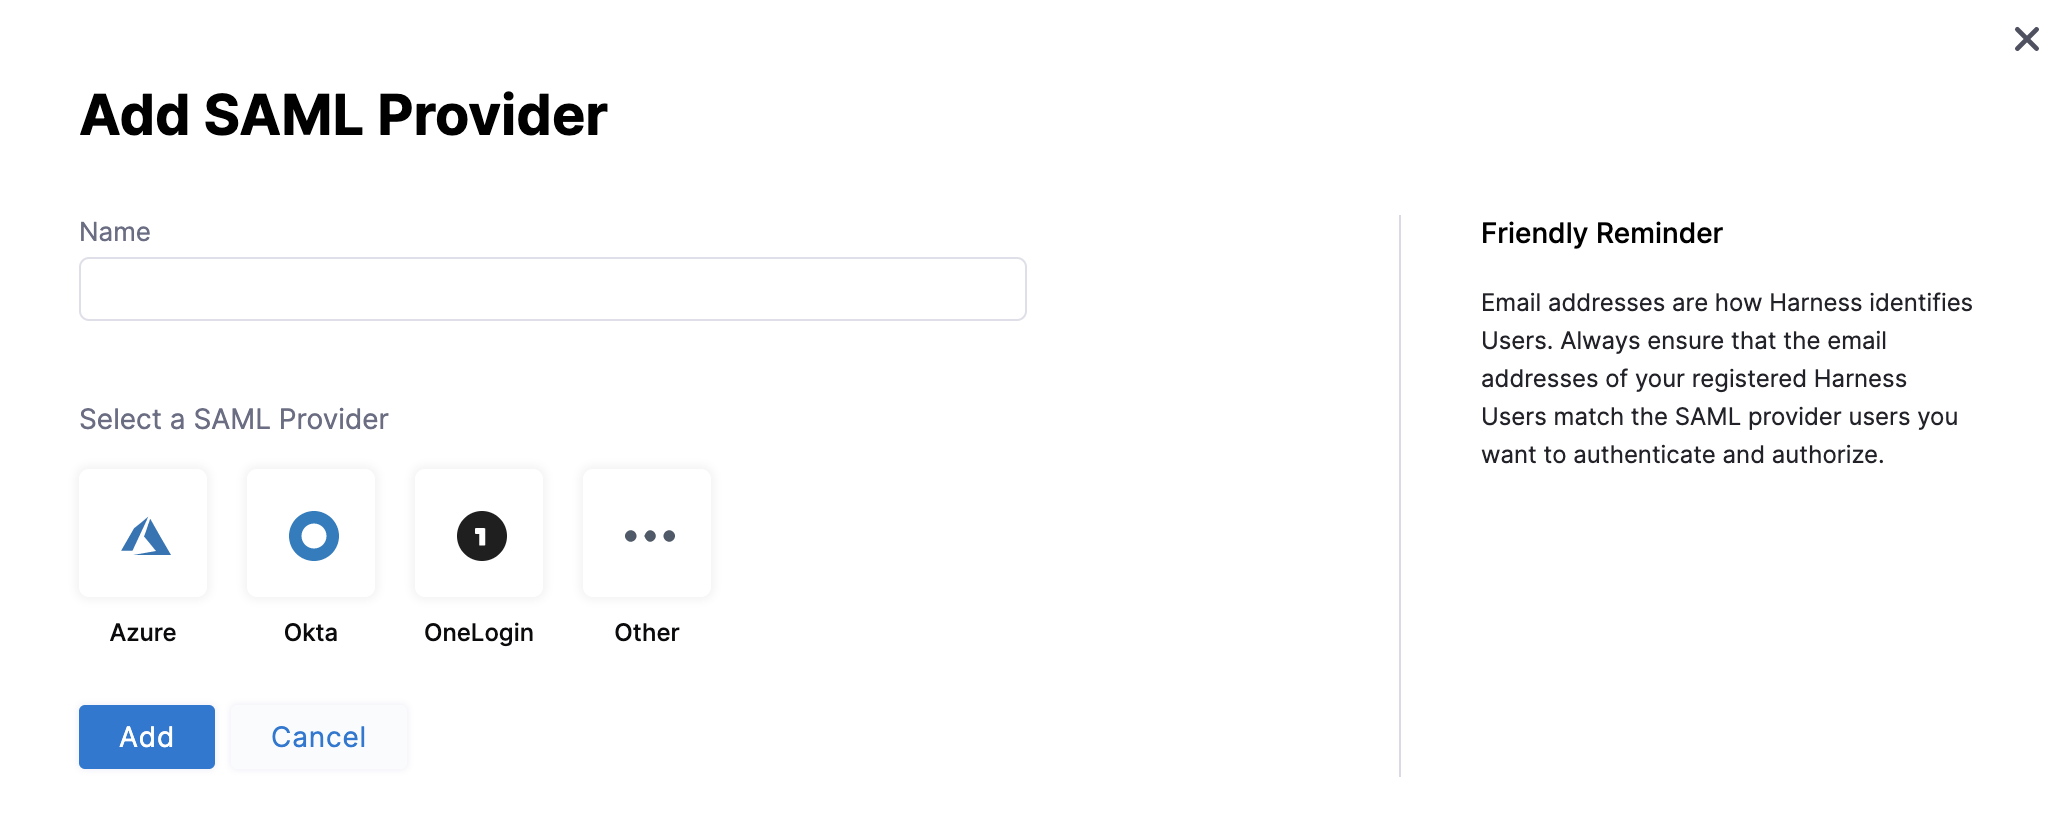 Add SAML Provider
Name
Select a SAML Provider
Azure
Okta
OneLogin
Other
Add
Cancel
Friendly Reminder
Email addresses are how Harness identifies
Users. Always ensure that the email
addresses of your registered Harness
Users match the SAML provider users you
want to authenticate and authorize.